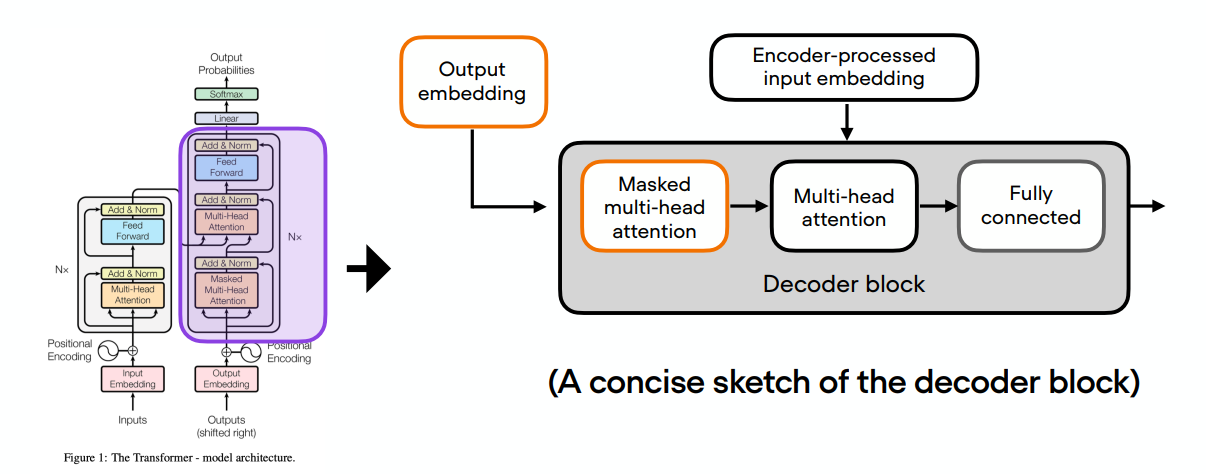 Output
Probabilities
Softmax
Linear
Add & Norm
Feed
Forward
Add & Norm
Multi-Head
Attention
Add & Norm
Masked
Multi-Head
Attention
Nx
Add & Norm
Feed
Forward
Nx
Add & Norm
Multi-Head
Attention
Positional
Encoding
Positional
Encoding
Input
Embedding
Output
Embedding
Inputs
Outputs
(shifted right)
Figure 1: The Transformer - model architecture.
Output
embedding
Encoder-processed
input embedding
Masked
multi-head
attention
Multi-head
attention
Fully
connected
Decoder block
(A concise sketch of the decoder block)